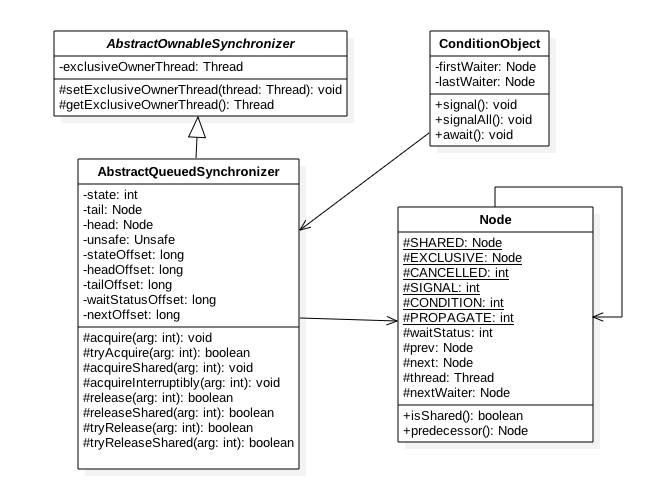 AbstractOwnableSynchronizer
-exclusiveOwnerThread: Thread
#setExclusiveOwnerThread(thread: Thread): void
#getExclusiveOwnerThread(): Thread
ConditionObject
-firstWaiter: Node
-lastWaiter: Node
+signal(): void
+signalAll(): void
+await(): void
AbstractQueuedSynchronizer
-state: int
-tail: Node
-head: Node
-unsafe: Unsafe
-stateOffset: long
-headOffset: long
-tailOffset: long
-waitStatusOffset: long
-nextOffset: long
#acquire(arg: int): void
#tryAcquire(arg: int): boolean
#acquireShared(arg: int): void
#acquireInterruptibly(arg: int): void
#release(arg: int): boolean
#releaseShared(arg: int): boolean
#tryRelease(arg: int): boolean
#tryReleaseShared(arg: int): boolean
Node
#SHARED: Node
#EXCLUSIVE: Node
#CANCELLED: int
#SIGNAL: int
#CONDITION: int
#PROPAGATE: int
#waitStatus: int
#prev: Node
#next: Node
#thread: Thread
#nextWaiter: Node
+isShared(): boolean
+predecessor(): Node